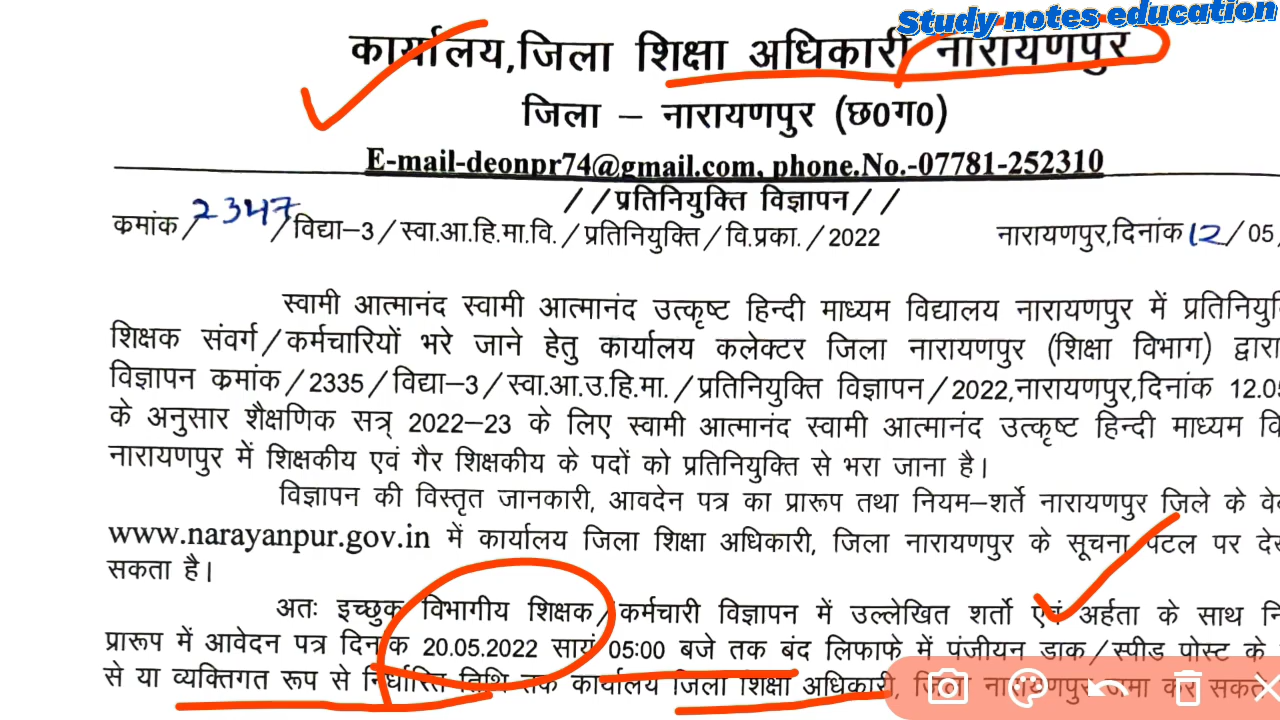 Study notes education
कार्यालय,जिला शिक्षा अधिकारी नारायणपुर
जिला – नारायणपुर (छ0ग0)
E-mail-deonpr74@gmail.com, phone.No.-07781-252310
//प्रतिनियुक्ति विज्ञापन//
कमांक/2347/विद्या–3/स्वा.आ.हि.मा.वि./प्रतिनियुक्ति/वि.प्रका./2022 नारायणपुर,दिनांक 12/05/
स्वामी आत्मानंद स्वामी आत्मानंद उत्कृष्ट हिन्दी माध्यम विद्यालय नारायणपुर में
शिक्षक संवर्ग/कर्मचारियों भरे जाने हेतु कार्यालय कलेक्टर जिला नारायणपुर (शिक्षा विभाग) द्वारा
विज्ञापन कमांक/2335/विद्या–3/स्वा.आ.उ.हि.मा./प्रतिनियुक्ति विज्ञापन/2022,नारायणपुर,दिनांक
के अनुसार शैक्षणिक सत्र् 2022–23 के लिए स्वामी आत्मानंद स्वामी आत्मानंद उत्कृष्ट हिन्दी माध्यम
नारायणपुर में शिक्षकीय एवं गैर शिक्षकीय के पदों को प्रतिनियुक्ति से भरा जाना है।
विज्ञापन की विस्तृत जानकारी, आवदेन पत्र का प्रारूप तथा नियम–शर्ते नारायणपुर जिले के
www.narayanpur.gov.in में कार्यालय जिला शिक्षा अधिकारी, जिला नारायणपुर के सूचना पटल पर
सकता है।
अतः इच्छुक विभागीय शिक्षक/कर्मचारी विज्ञापन में उल्लेखित शर्तो एवं अर्हता के साथ
प्रारूप में आवेदन पत्र दिनांक 20.05.2022 सायं 05:00 बजे तक बंद लिफाफे में पंजीयन डाक/स्पीड पोस्ट के
से या व्यक्तिगत रूप से निर्धारित तिथि तक कार्यालय जिला शिक्षा अधिकारी, जिला नारायणपुर जमा कर सकते